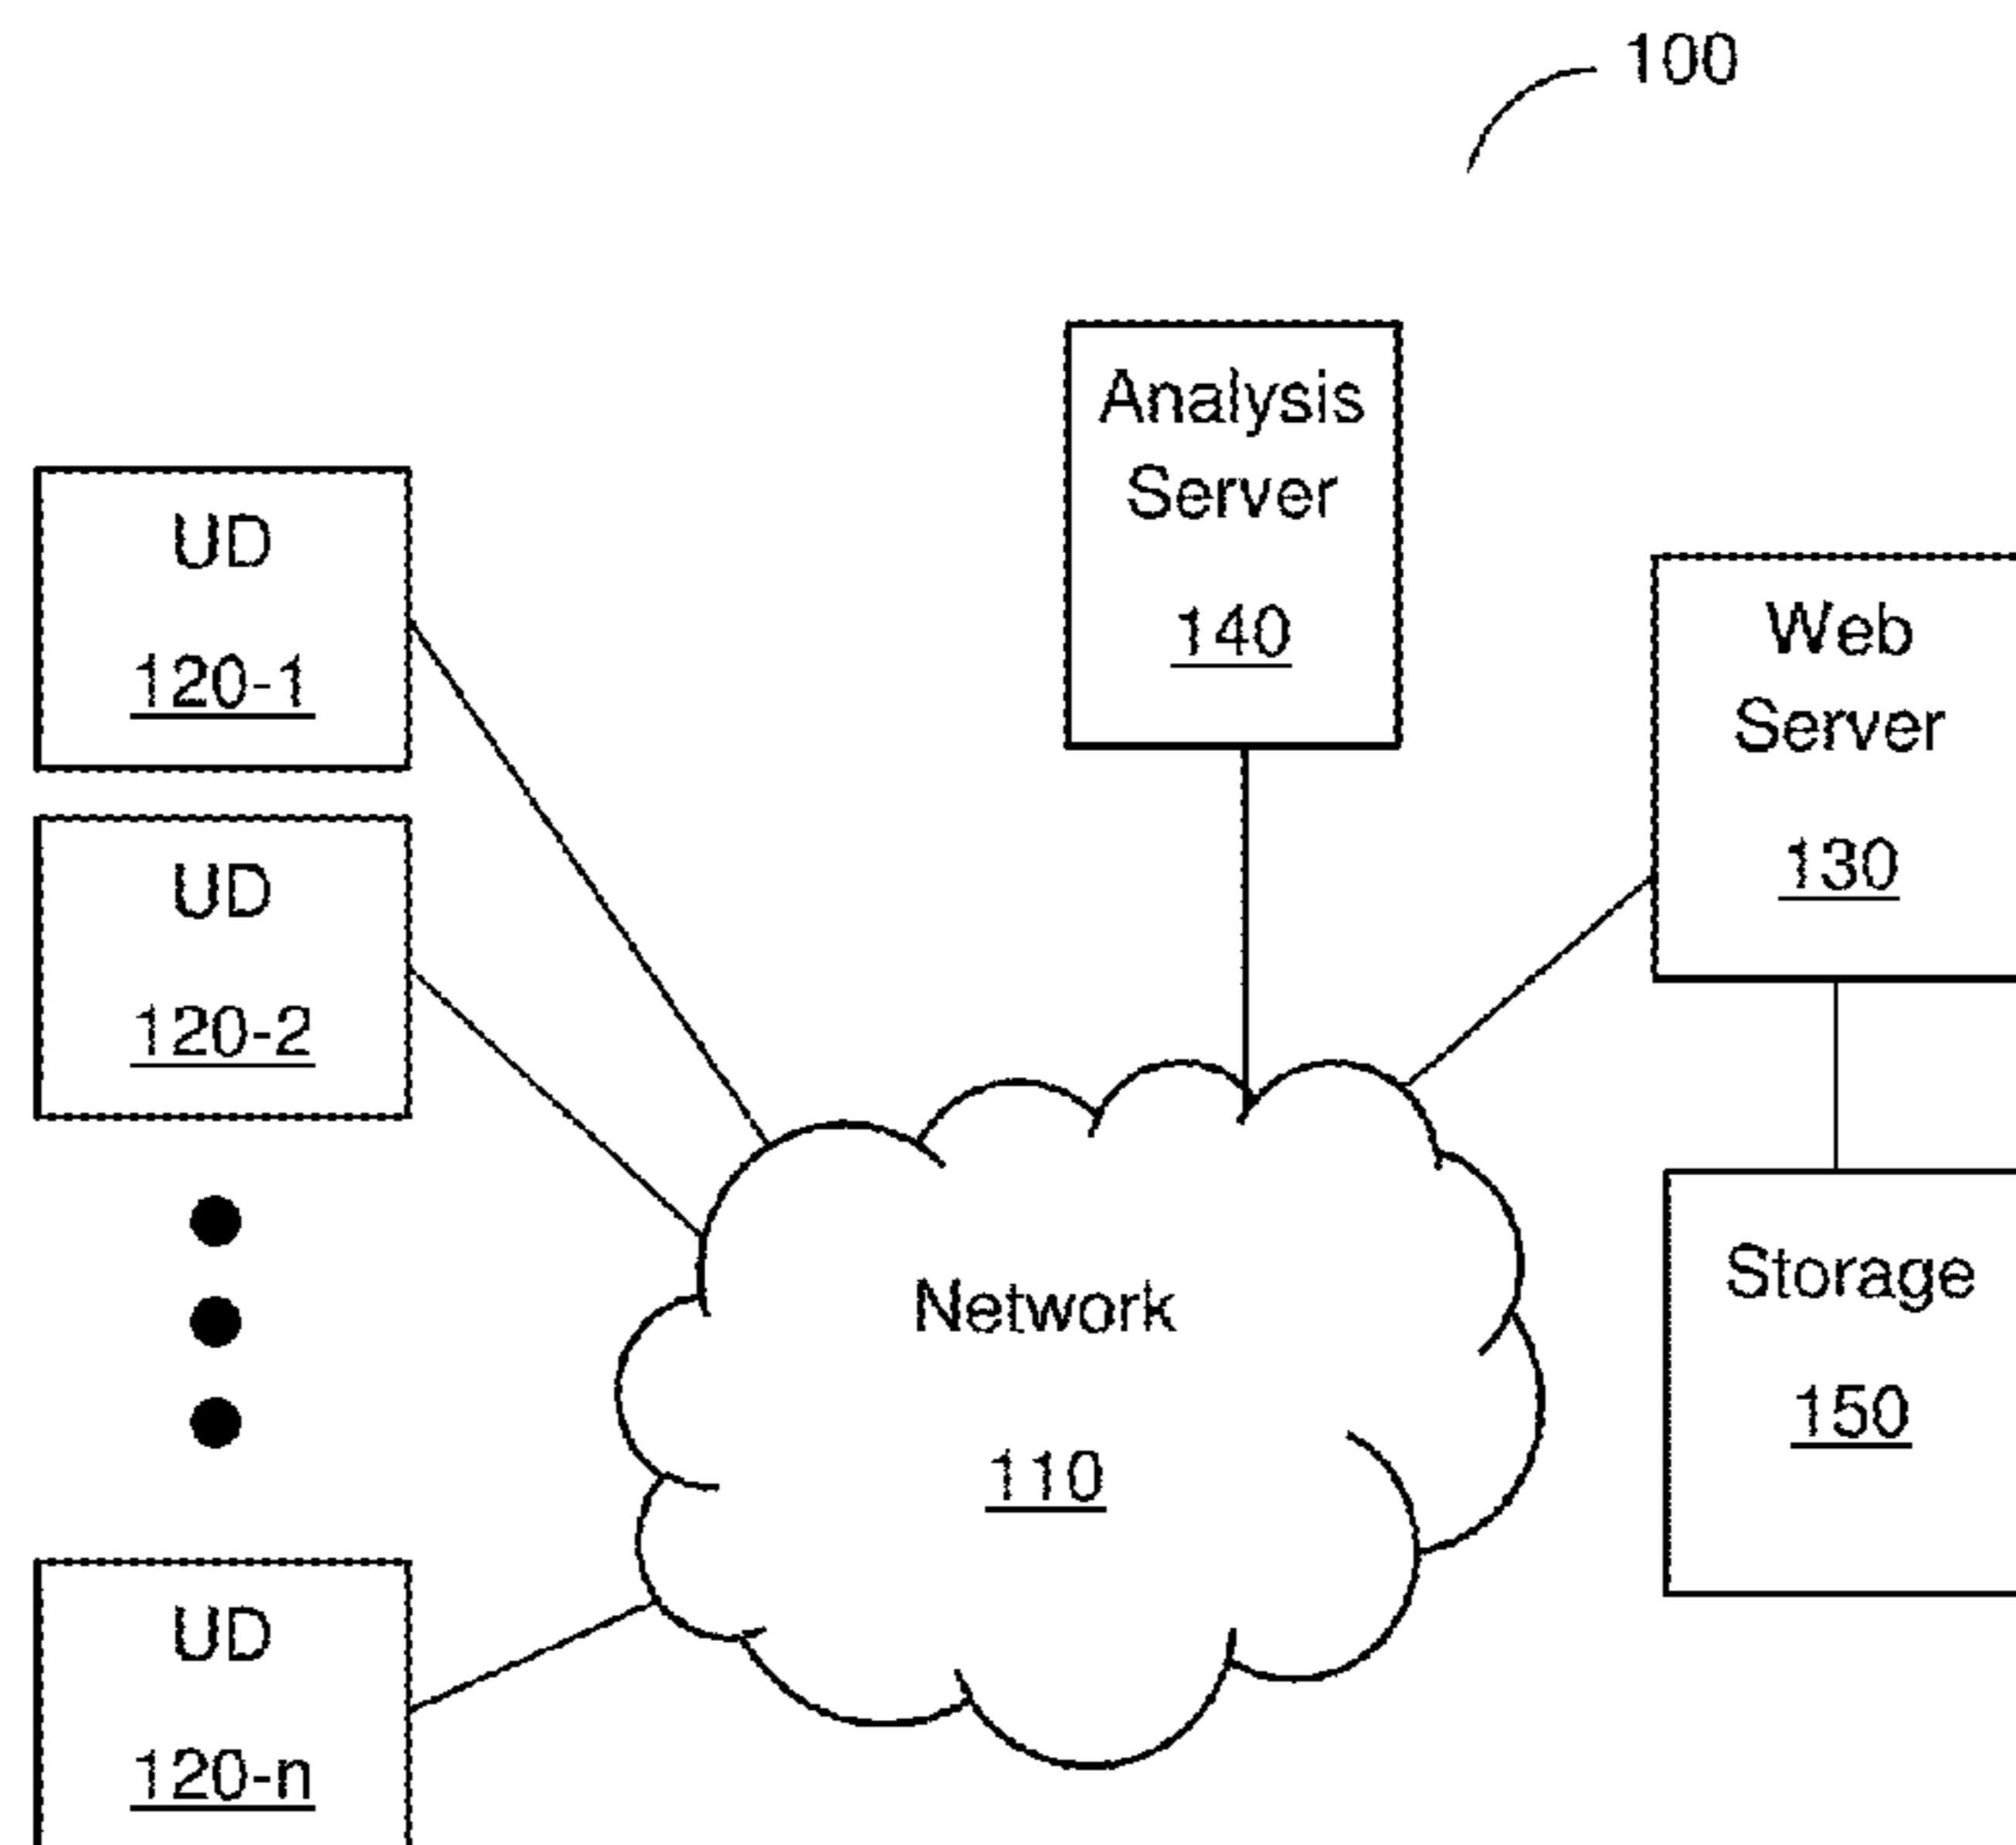 100
Analysis
Server
140
UD
120-1
Web
Server
130
UD
120-2
Network
110
Storage
150
UD
120-n